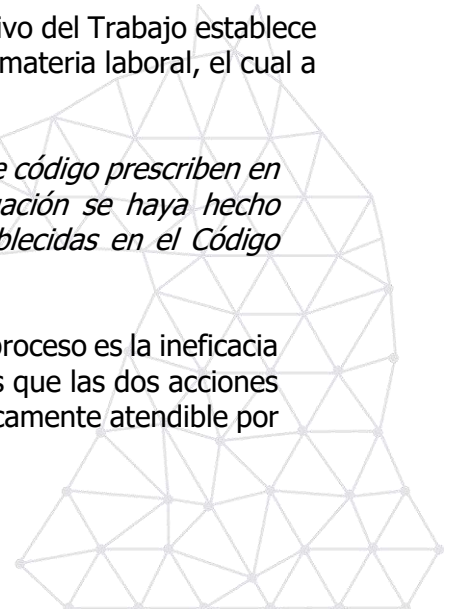 ivo del Trabajo establece
materia laboral, el cual a
e código prescriben en
uación se haya hecho
blecidas en el Código
proceso es la ineficacia
s que las dos acciones
camente atendible por